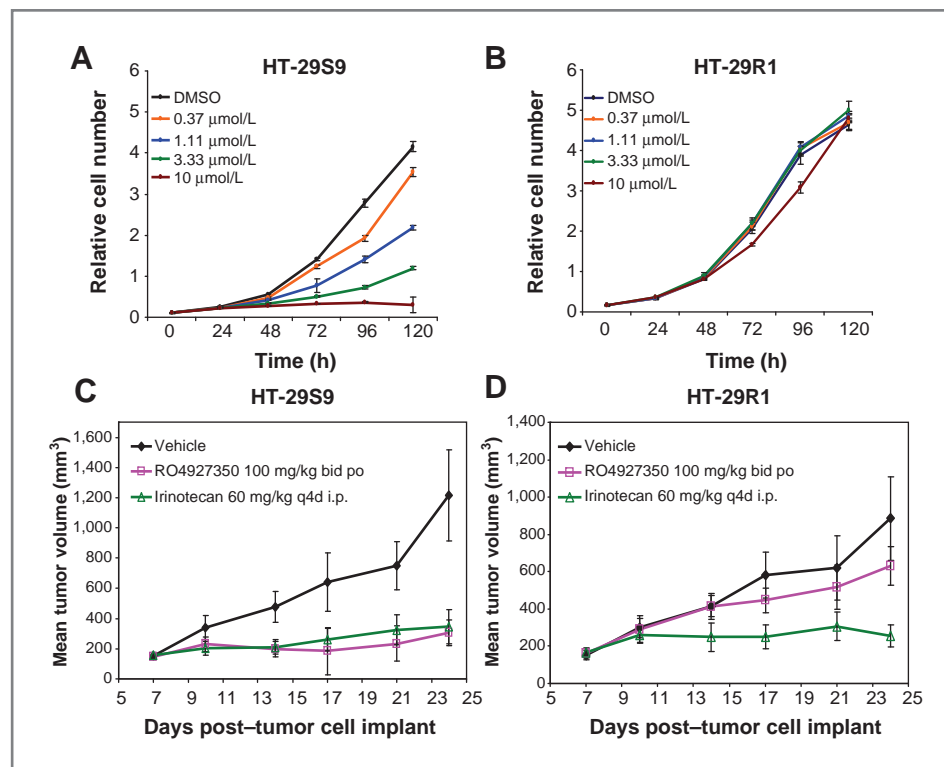 A
HT-29S9
Relative cell number
6
5
4
3
2
1
0
DMSO
0.37 µmol/L
1.11 µmol/L
3.33 µmol/L
10 µmol/L
0 24 48 72 96 120
Time (h)
B
HT-29R1
Relative cell number
6
5
4
3
2
1
0
DMSO
0.37 µmol/L
1.11 µmol/L
3.33 µmol/L
10 µmol/L
0 24 48 72 96 120
Time (h)
C
HT-29S9
Mean tumor volume (mm³)
1,600
1,400
1,200
1,000
800
600
400
200
0
Vehicle
RO4927350 100 mg/kg bid po
Irinotecan 60 mg/kg q4d i.p.
5 7 9 11 13 15 17 19 21 23 25
Days post–tumor cell implant
D
HT-29R1
Mean tumor volume (mm³)
1,400
1,200
1,000
800
600
400
200
0
Vehicle
RO4927350 100 mg/kg bid po
Irinotecan 60 mg/kg q4d i.p.
5 7 9 11 13 15 17 19 21 23 25
Days post–tumor cell implant